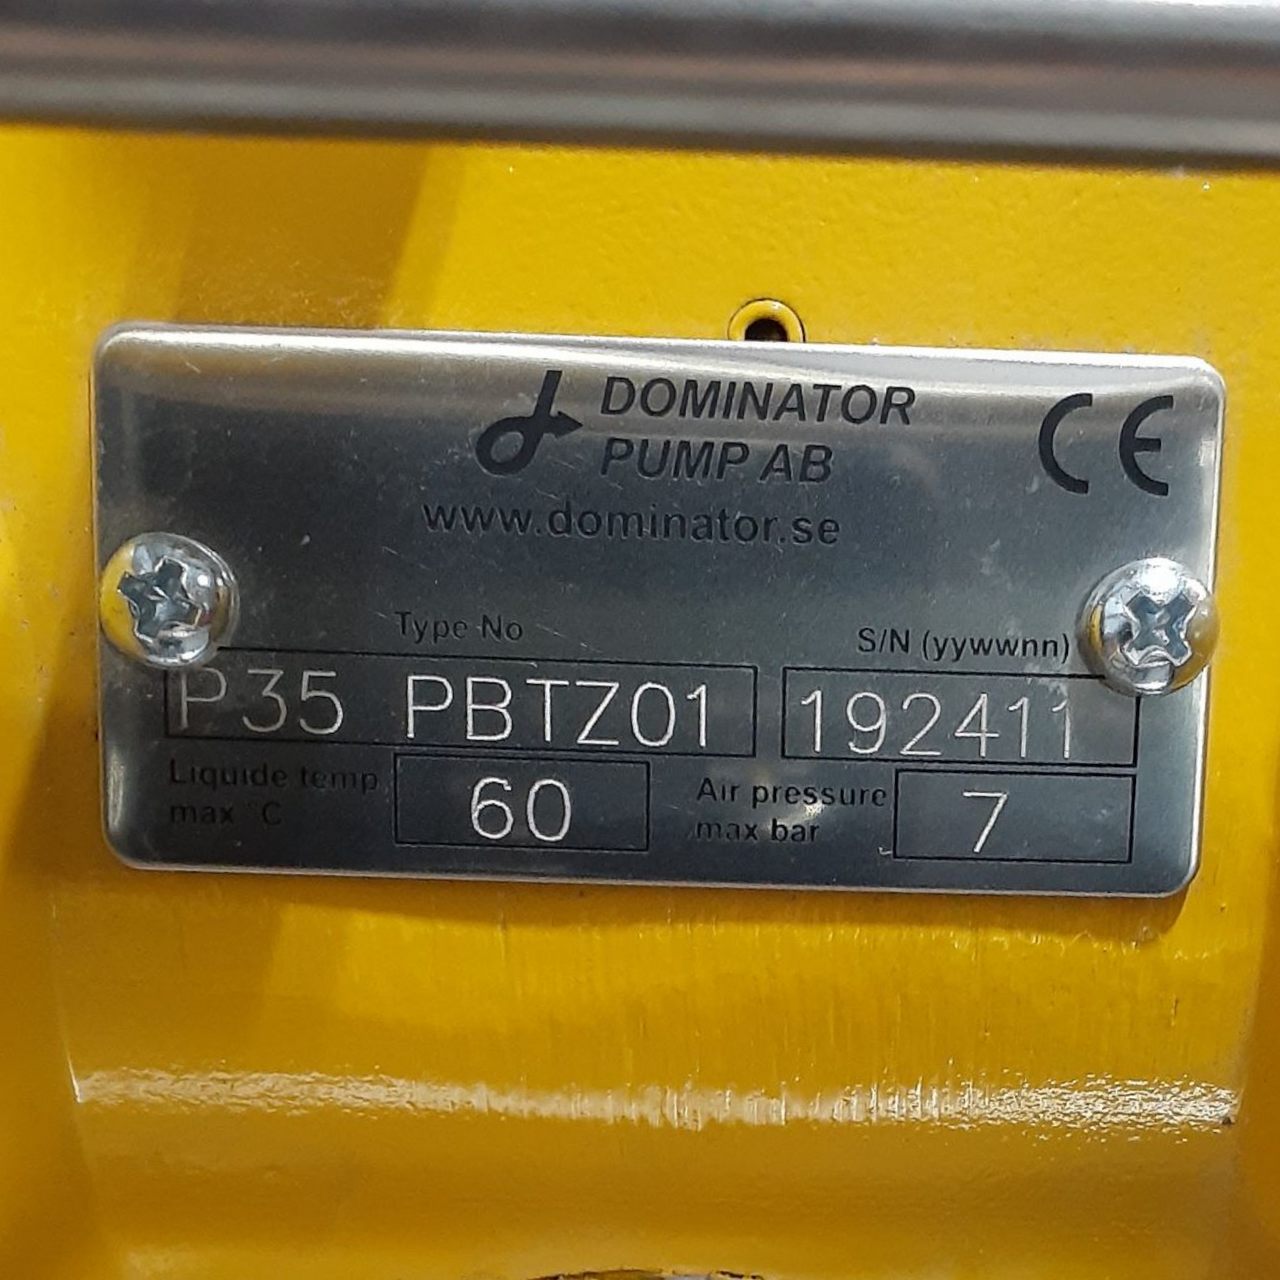 DOMINATOR
PUMP AB
CE
www.dominator.se
Type No
S/N (yywwnn)
P35 PBTZ01
192411
Liquide temp
max °C
60
Air pressure
max bar
7